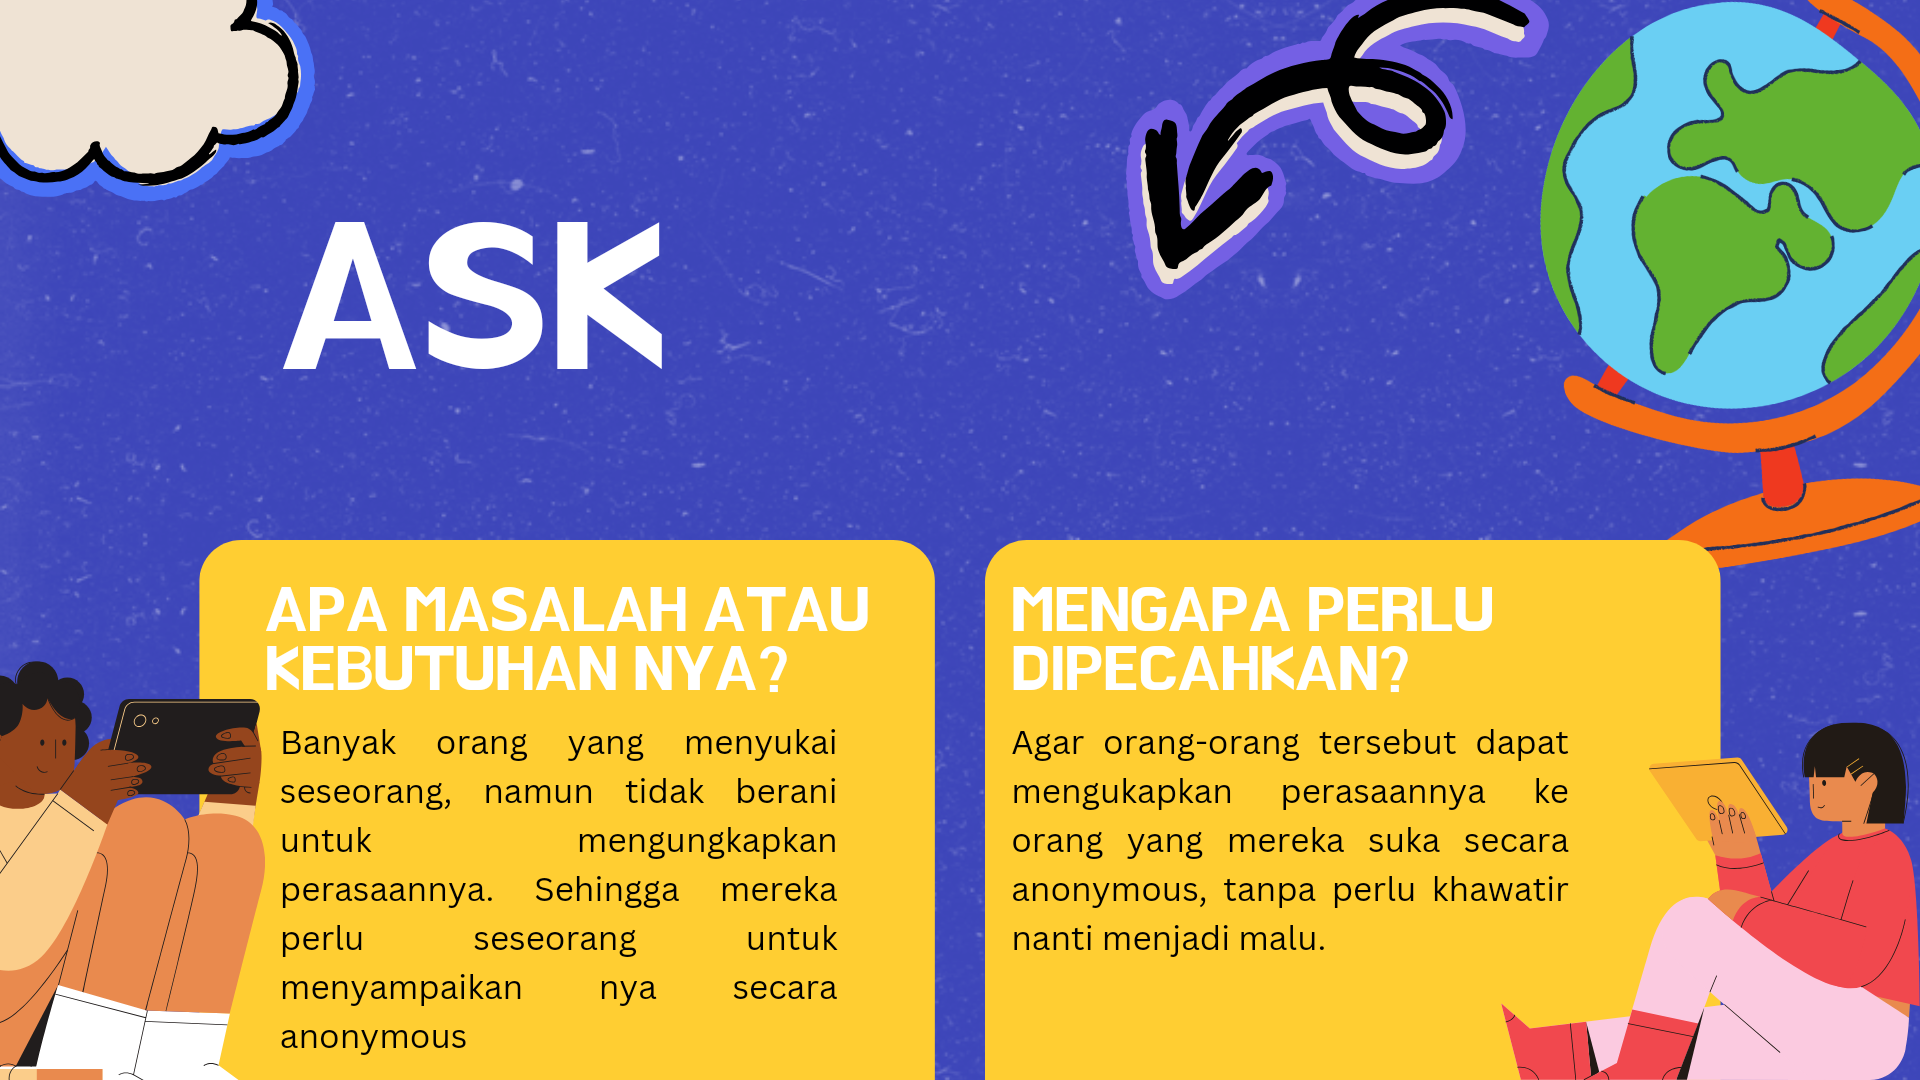 ASK
APA MASALAH ATAU
KEBUTUHAN NYA?
Banyak orang yang menyukai
seseorang, namun tidak berani
untuk mengungkapkan
perasaannya. Sehingga mereka
perlu seseorang untuk
menyampaikan nya secara
anonymous
MENGAPA PERLU
DIPECAHKAN?
Agar orang-orang tersebut dapat
mengukapkan perasaannya ke
orang yang mereka suka secara
anonymous, tanpa perlu khawatir
nanti menjadi malu.